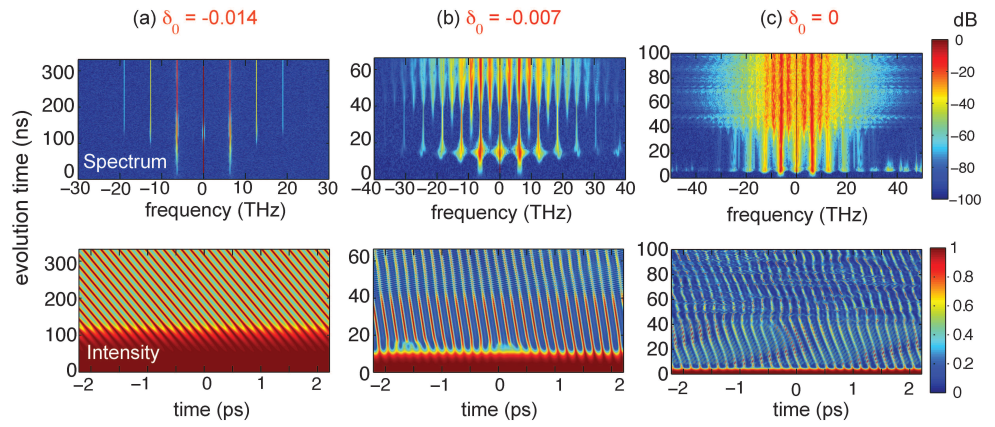 (a) δ₀ = -0.014
(b) δ₀ = -0.007
(c) δ₀ = 0
dB
evolution time (ns)
300
200
100
0
Spectrum
−30 −20 −10 0 10 20 30
frequency (THz)
60
40
20
0
−40 −30 −20 −10 0 10 20 30 40
frequency (THz)
100
80
60
40
20
0
−40 −20 0 20 40
frequency (THz)
0
−20
−40
−60
−80
−100
300
200
100
0
Intensity
−2 −1 0 1 2
time (ps)
60
40
20
0
−2 −1 0 1 2
time (ps)
100
80
60
40
20
0
−2 −1 0 1 2
time (ps)
1
0.8
0.6
0.4
0.2
0